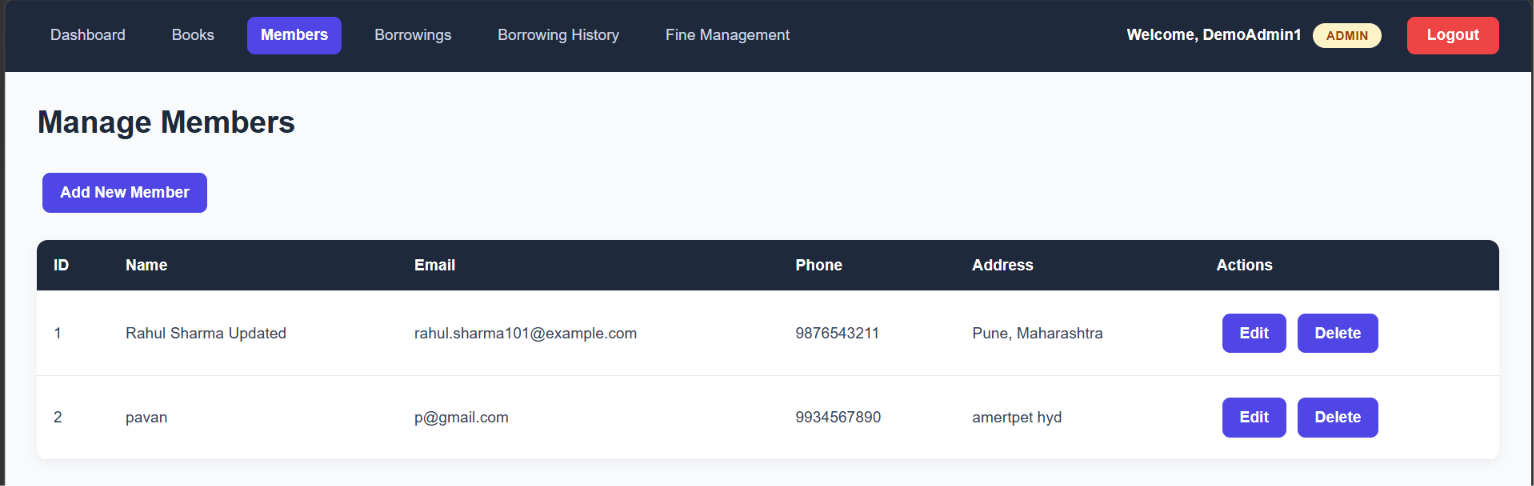 Dashboard Books Members Borrowings Borrowing History Fine Management Welcome, DemoAdmin1 ADMIN Logout
Manage Members
Add New Member
ID Name Email Phone Address Actions
1 Rahul Sharma Updated rahul.sharma101@example.com 9876543211 Pune, Maharashtra Edit Delete
2 pavan p@gmail.com 9934567890 amertpet hyd Edit Delete